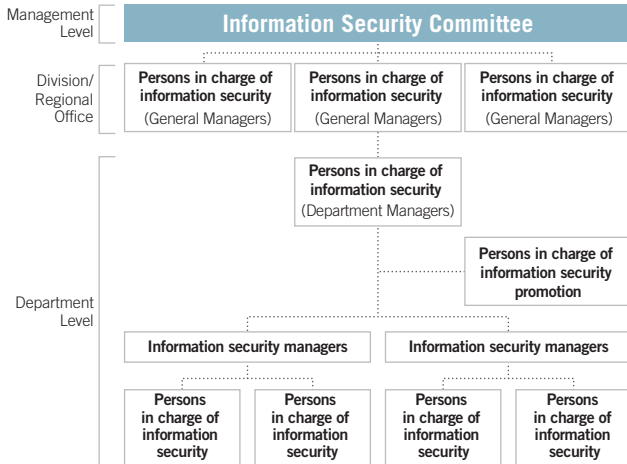 Management
Level
Information Security Committee
Division/
Regional
Office
Persons in charge of
information security
(General Managers)
Persons in charge of
information security
(General Managers)
Persons in charge of
information security
(General Managers)
Department
Level
Persons in charge of
information security
(Department Managers)
Persons in charge of
information security
promotion
Information security managers
Information security managers
Persons
in charge of
information
security
Persons
in charge of
information
security
Persons
in charge of
information
security
Persons
in charge of
information
security